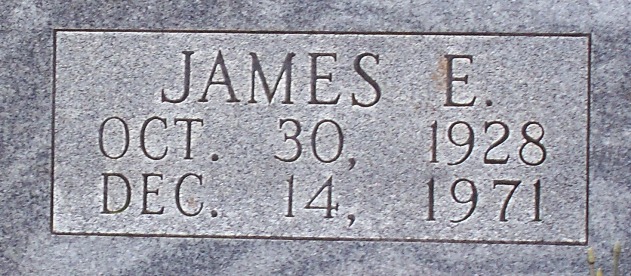 JAMES E.
OCT. 30, 1928
DEC. 14, 1971